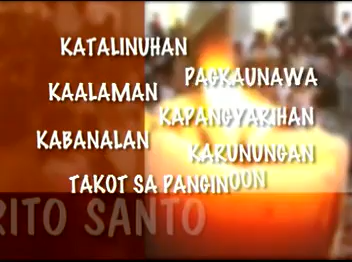 KATALINUHAN
PAGKAUNAWA
KAALAMAN
KAPANGYARIHAN
KABANALAN
KARUNUNGAN
TAKOT SA PANGINOON
RITO SANTO